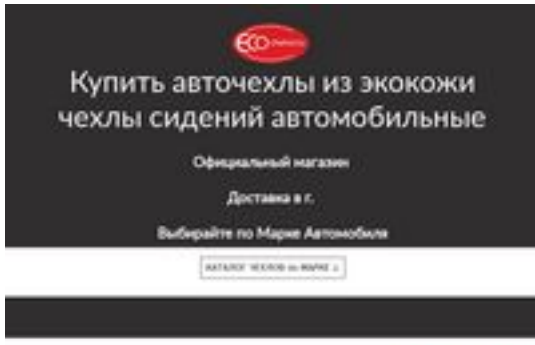 ECO
Купить авточехлы из экокожи
чехлы сидений автомобильные
Официальный магазин
Доставка в г.
Выбирайте по Марке Автомобиля
КАТАЛОГ ЧЕХЛОВ по МАРКЕ